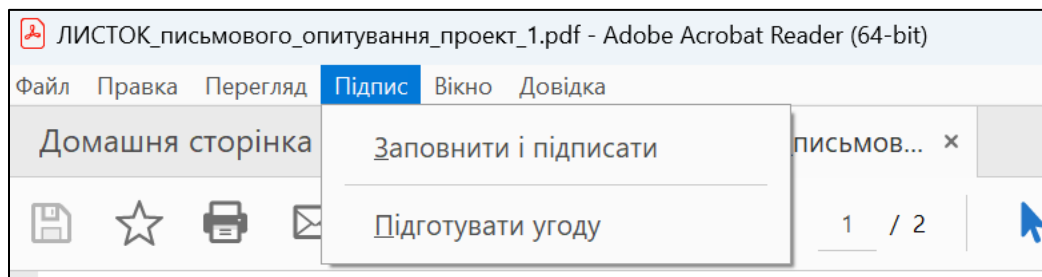 ЛИСТОК_письмового_опитування_проект_1.pdf - Adobe Acrobat Reader (64-bit)
Файл Правка Перегляд Підпис Вікно Довідка
Домашня сторінка письмов... ×
Заповнити і підписати
Підготувати угоду
1 / 2